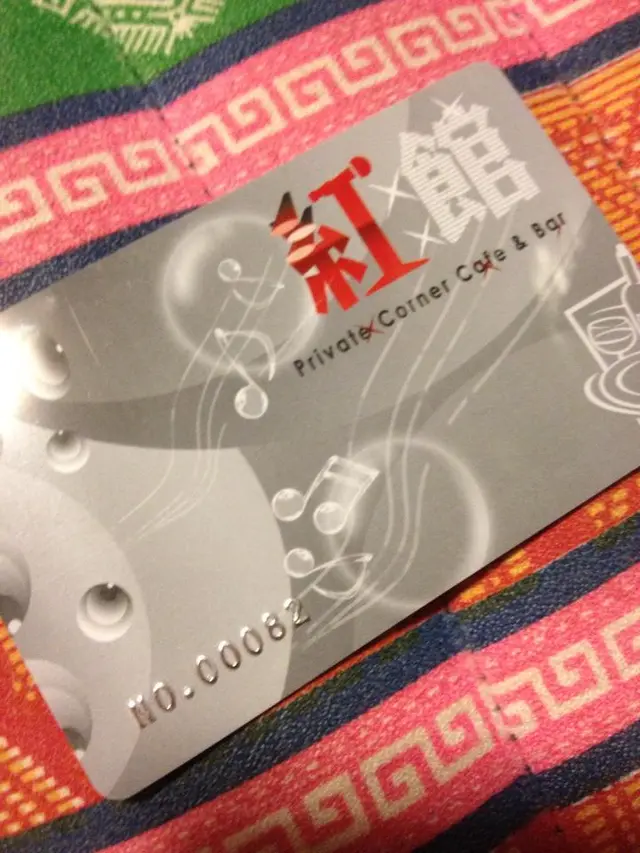 紅館
Private Corner Cafe & Bar
NO.00082